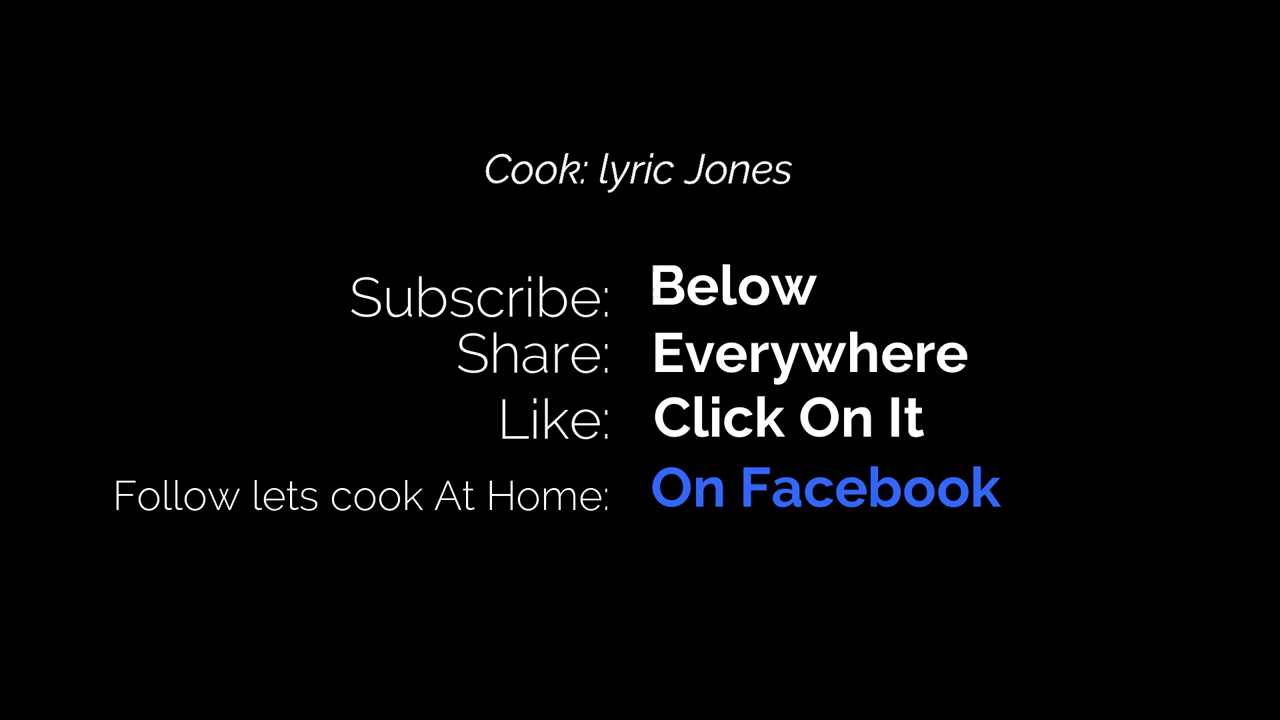 Cook: lyric Jones
Subscribe: Below
Share: Everywhere
Like: Click On It
Follow lets cook At Home: On Facebook